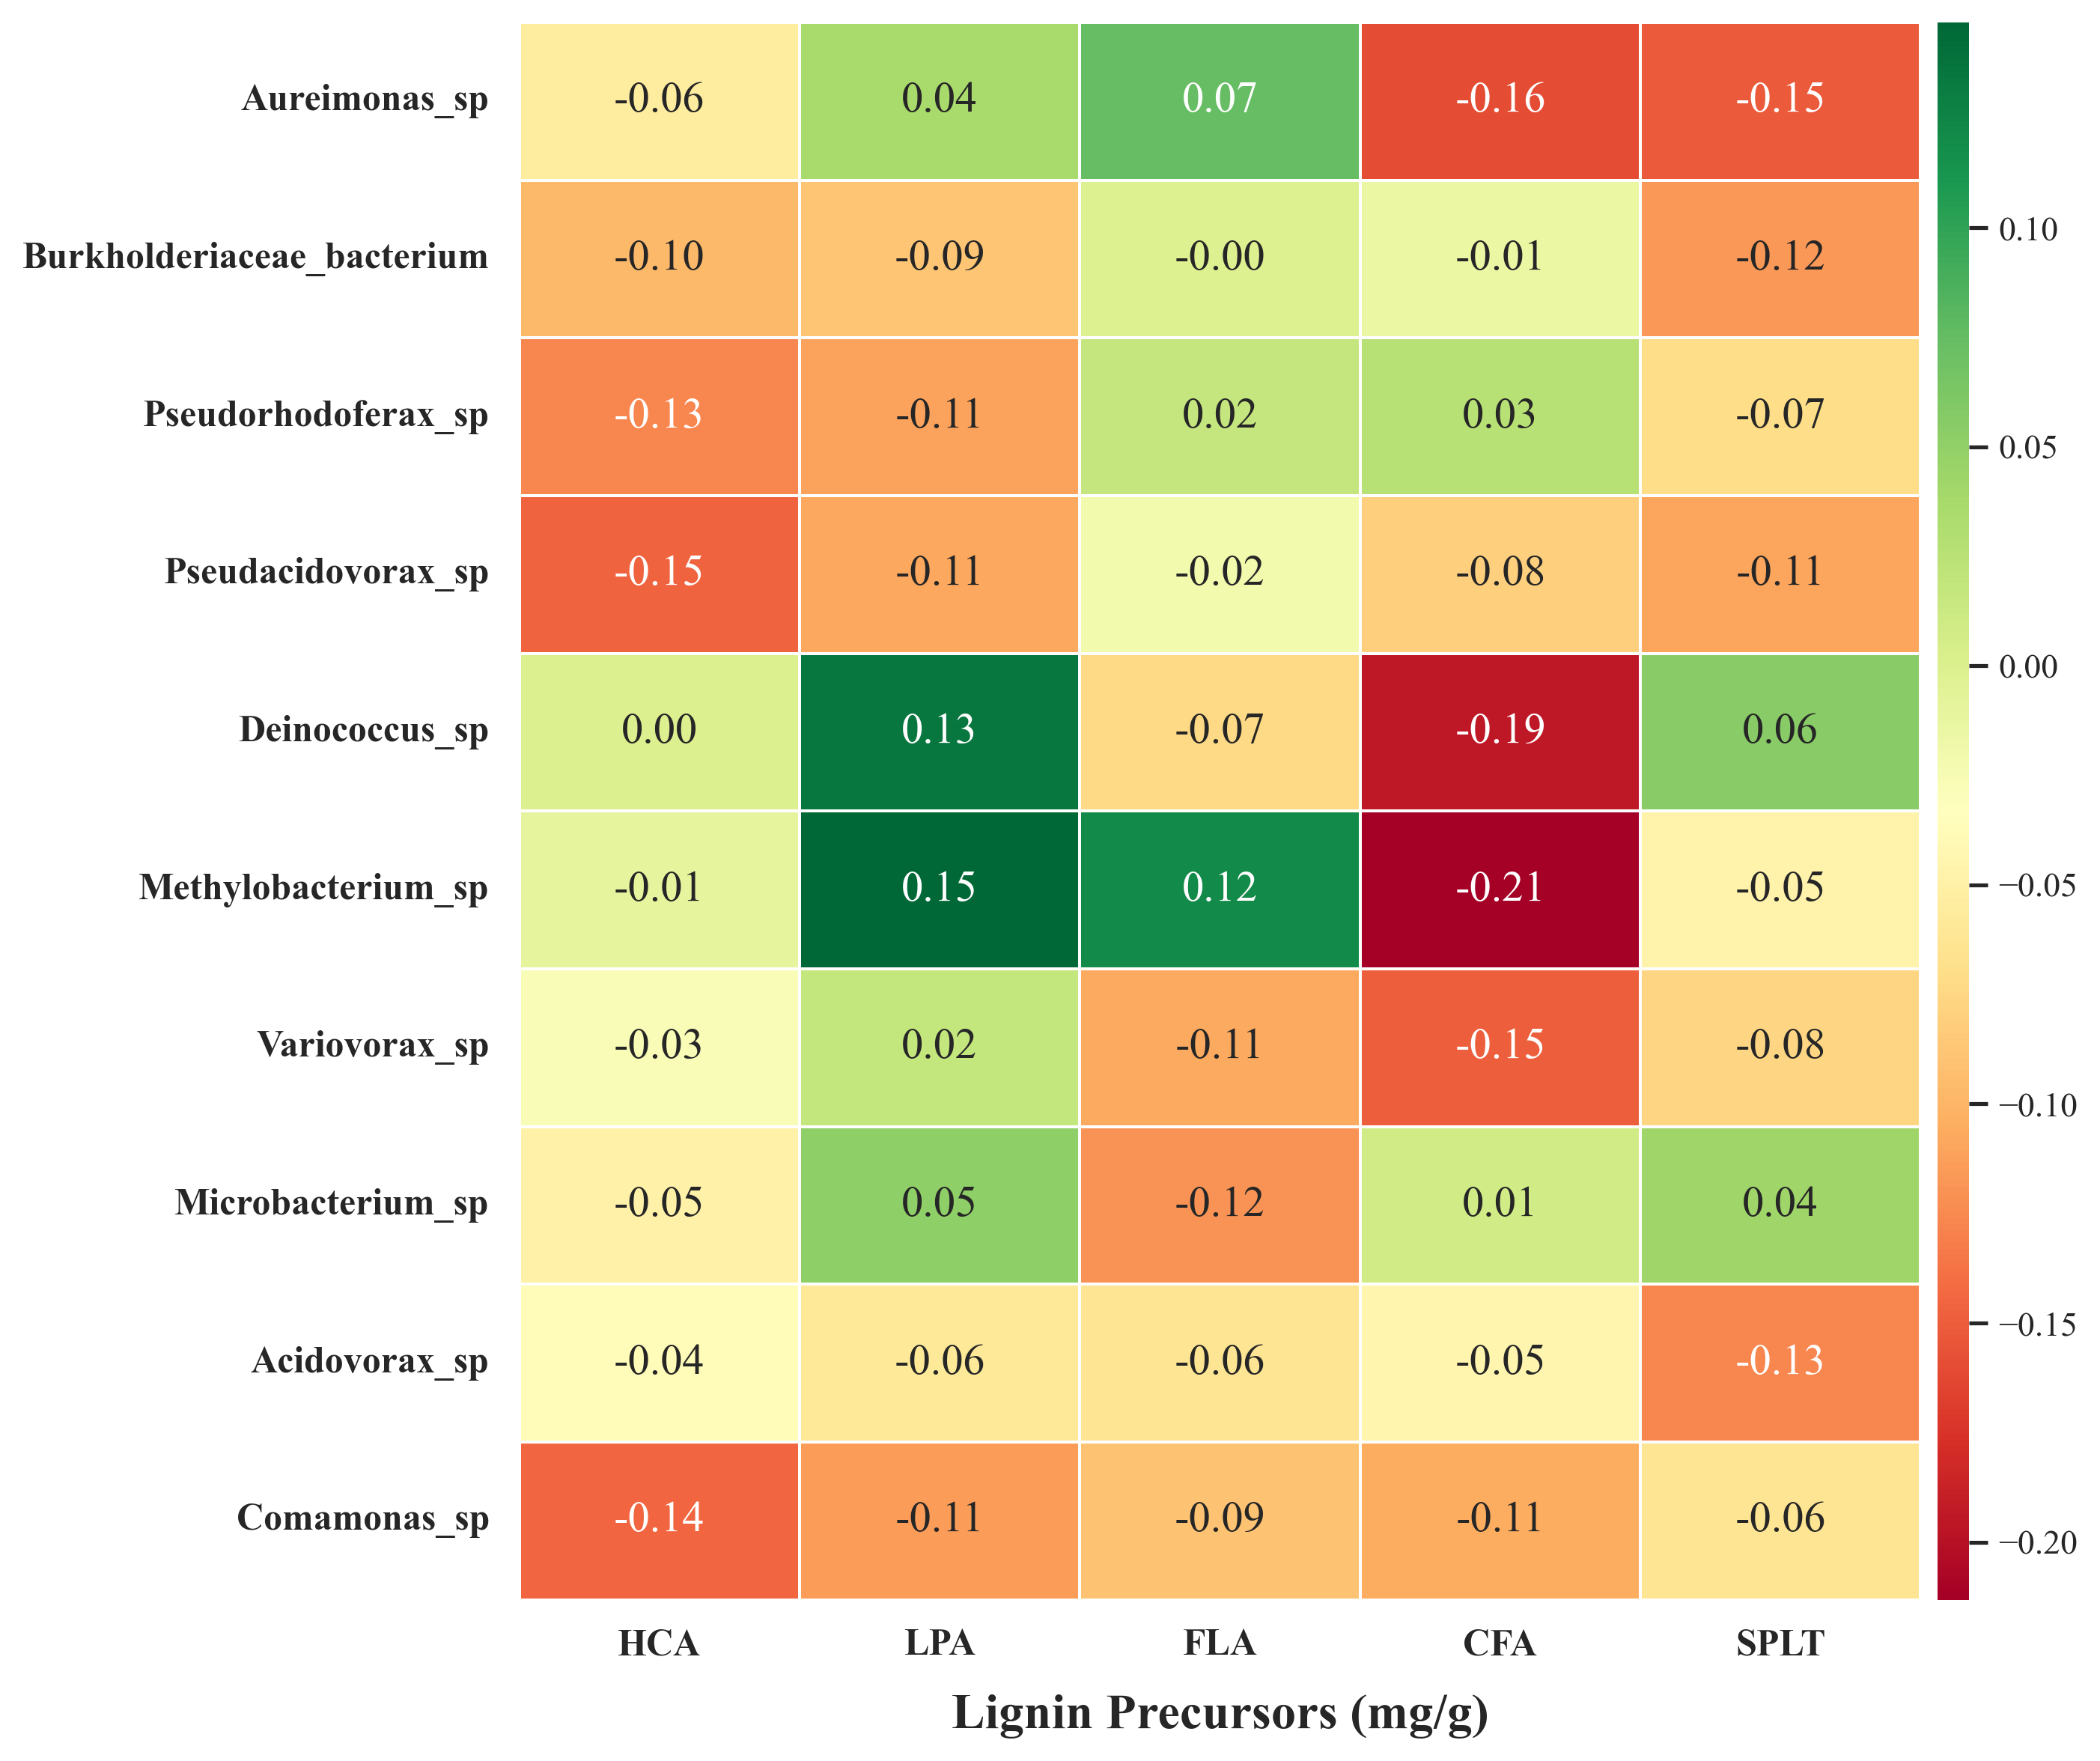 Aureimonas_sp -0.06 0.04 0.07 -0.16 -0.15
Burkholderiaceae_bacterium -0.10 -0.09 -0.00 -0.01 -0.12
Pseudorhodoferax_sp -0.13 -0.11 0.02 0.03 -0.07
Pseudacidovorax_sp -0.15 -0.11 -0.02 -0.08 -0.11
Deinococcus_sp 0.00 0.13 -0.07 -0.19 0.06
Methylobacterium_sp -0.01 0.15 0.12 -0.21 -0.05
Variovorax_sp -0.03 0.02 -0.11 -0.15 -0.08
Microbacterium_sp -0.05 0.05 -0.12 0.01 0.04
Acidovorax_sp -0.04 -0.06 -0.06 -0.05 -0.13
Comamonas_sp -0.14 -0.11 -0.09 -0.11 -0.06
HCA LPA FLA CFA SPLT
Lignin Precursors (mg/g)
0.10
0.05
0.00
−0.05
−0.10
−0.15
−0.20